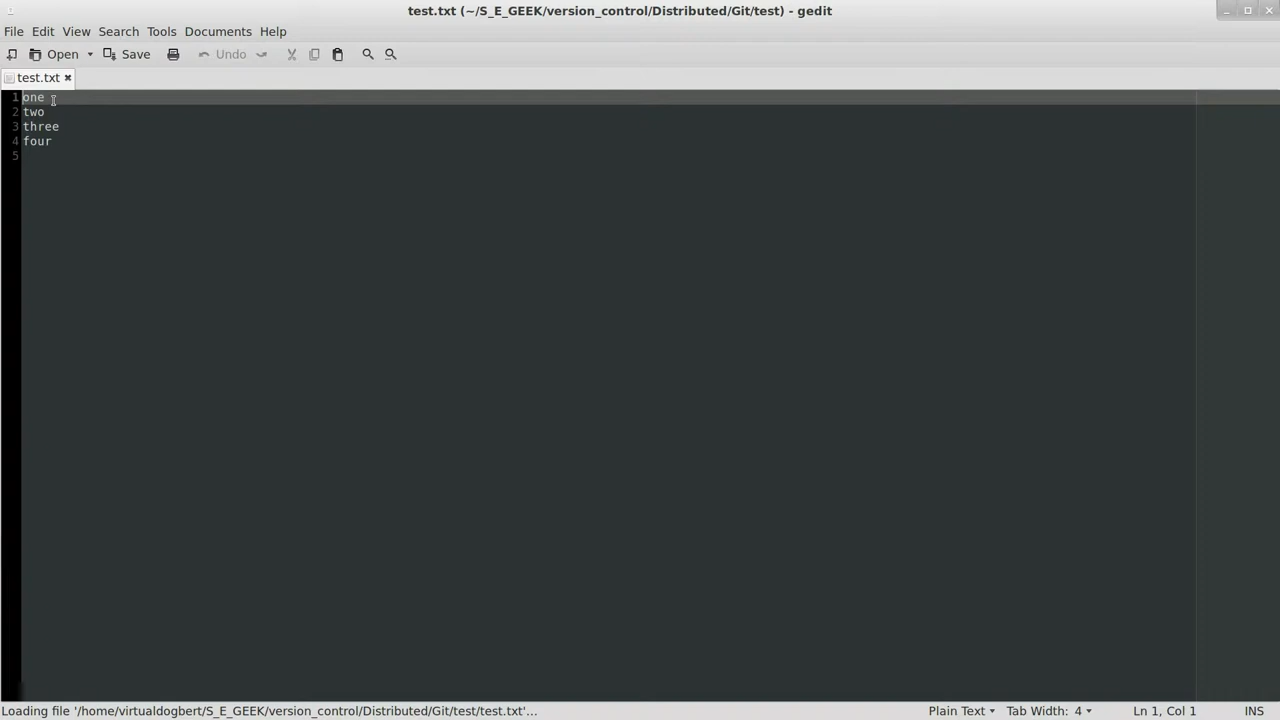 test.txt (~/S_E_GEEK/version_control/Distributed/Git/test) - gedit
File Edit View Search Tools Documents Help
Open Save Undo
test.txt
1 one
2 two
3 three
4 four
5
Loading file '/home/virtualdogbert/S_E_GEEK/version_control/Distributed/Git/test/test.txt'... Plain Text Tab Width: 4 Ln 1, Col 1 INS